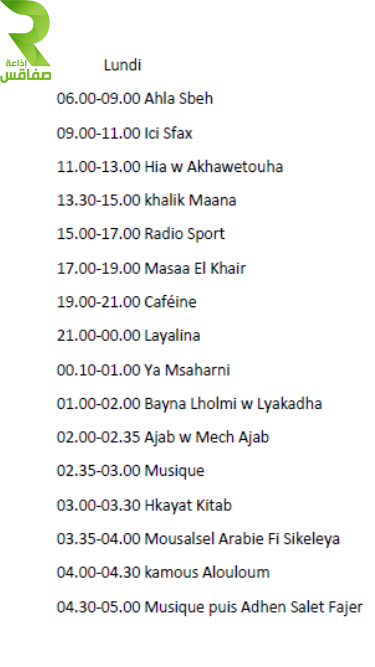 إذاعة
صفاقس
Lundi
06.00-09.00 Ahla Sbeh
09.00-11.00 Ici Sfax
11.00-13.00 Hia w Akhawetouha
13.30-15.00 khalik Maana
15.00-17.00 Radio Sport
17.00-19.00 Masaa El Khair
19.00-21.00 Caféine
21.00-00.00 Layalina
00.10-01.00 Ya Msaharni
01.00-02.00 Bayna Lholmi w Lyakadha
02.00-02.35 Ajab w Mech Ajab
02.35-03.00 Musique
03.00-03.30 Hkayat Kitab
03.35-04.00 Mousalsel Arabie Fi Sikeleya
04.00-04.30 kamous Alouloum
04.30-05.00 Musique puis Adhen Salet Fajer